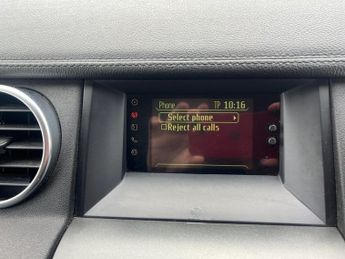 Phone TP 10:16
Select phone
Reject all calls